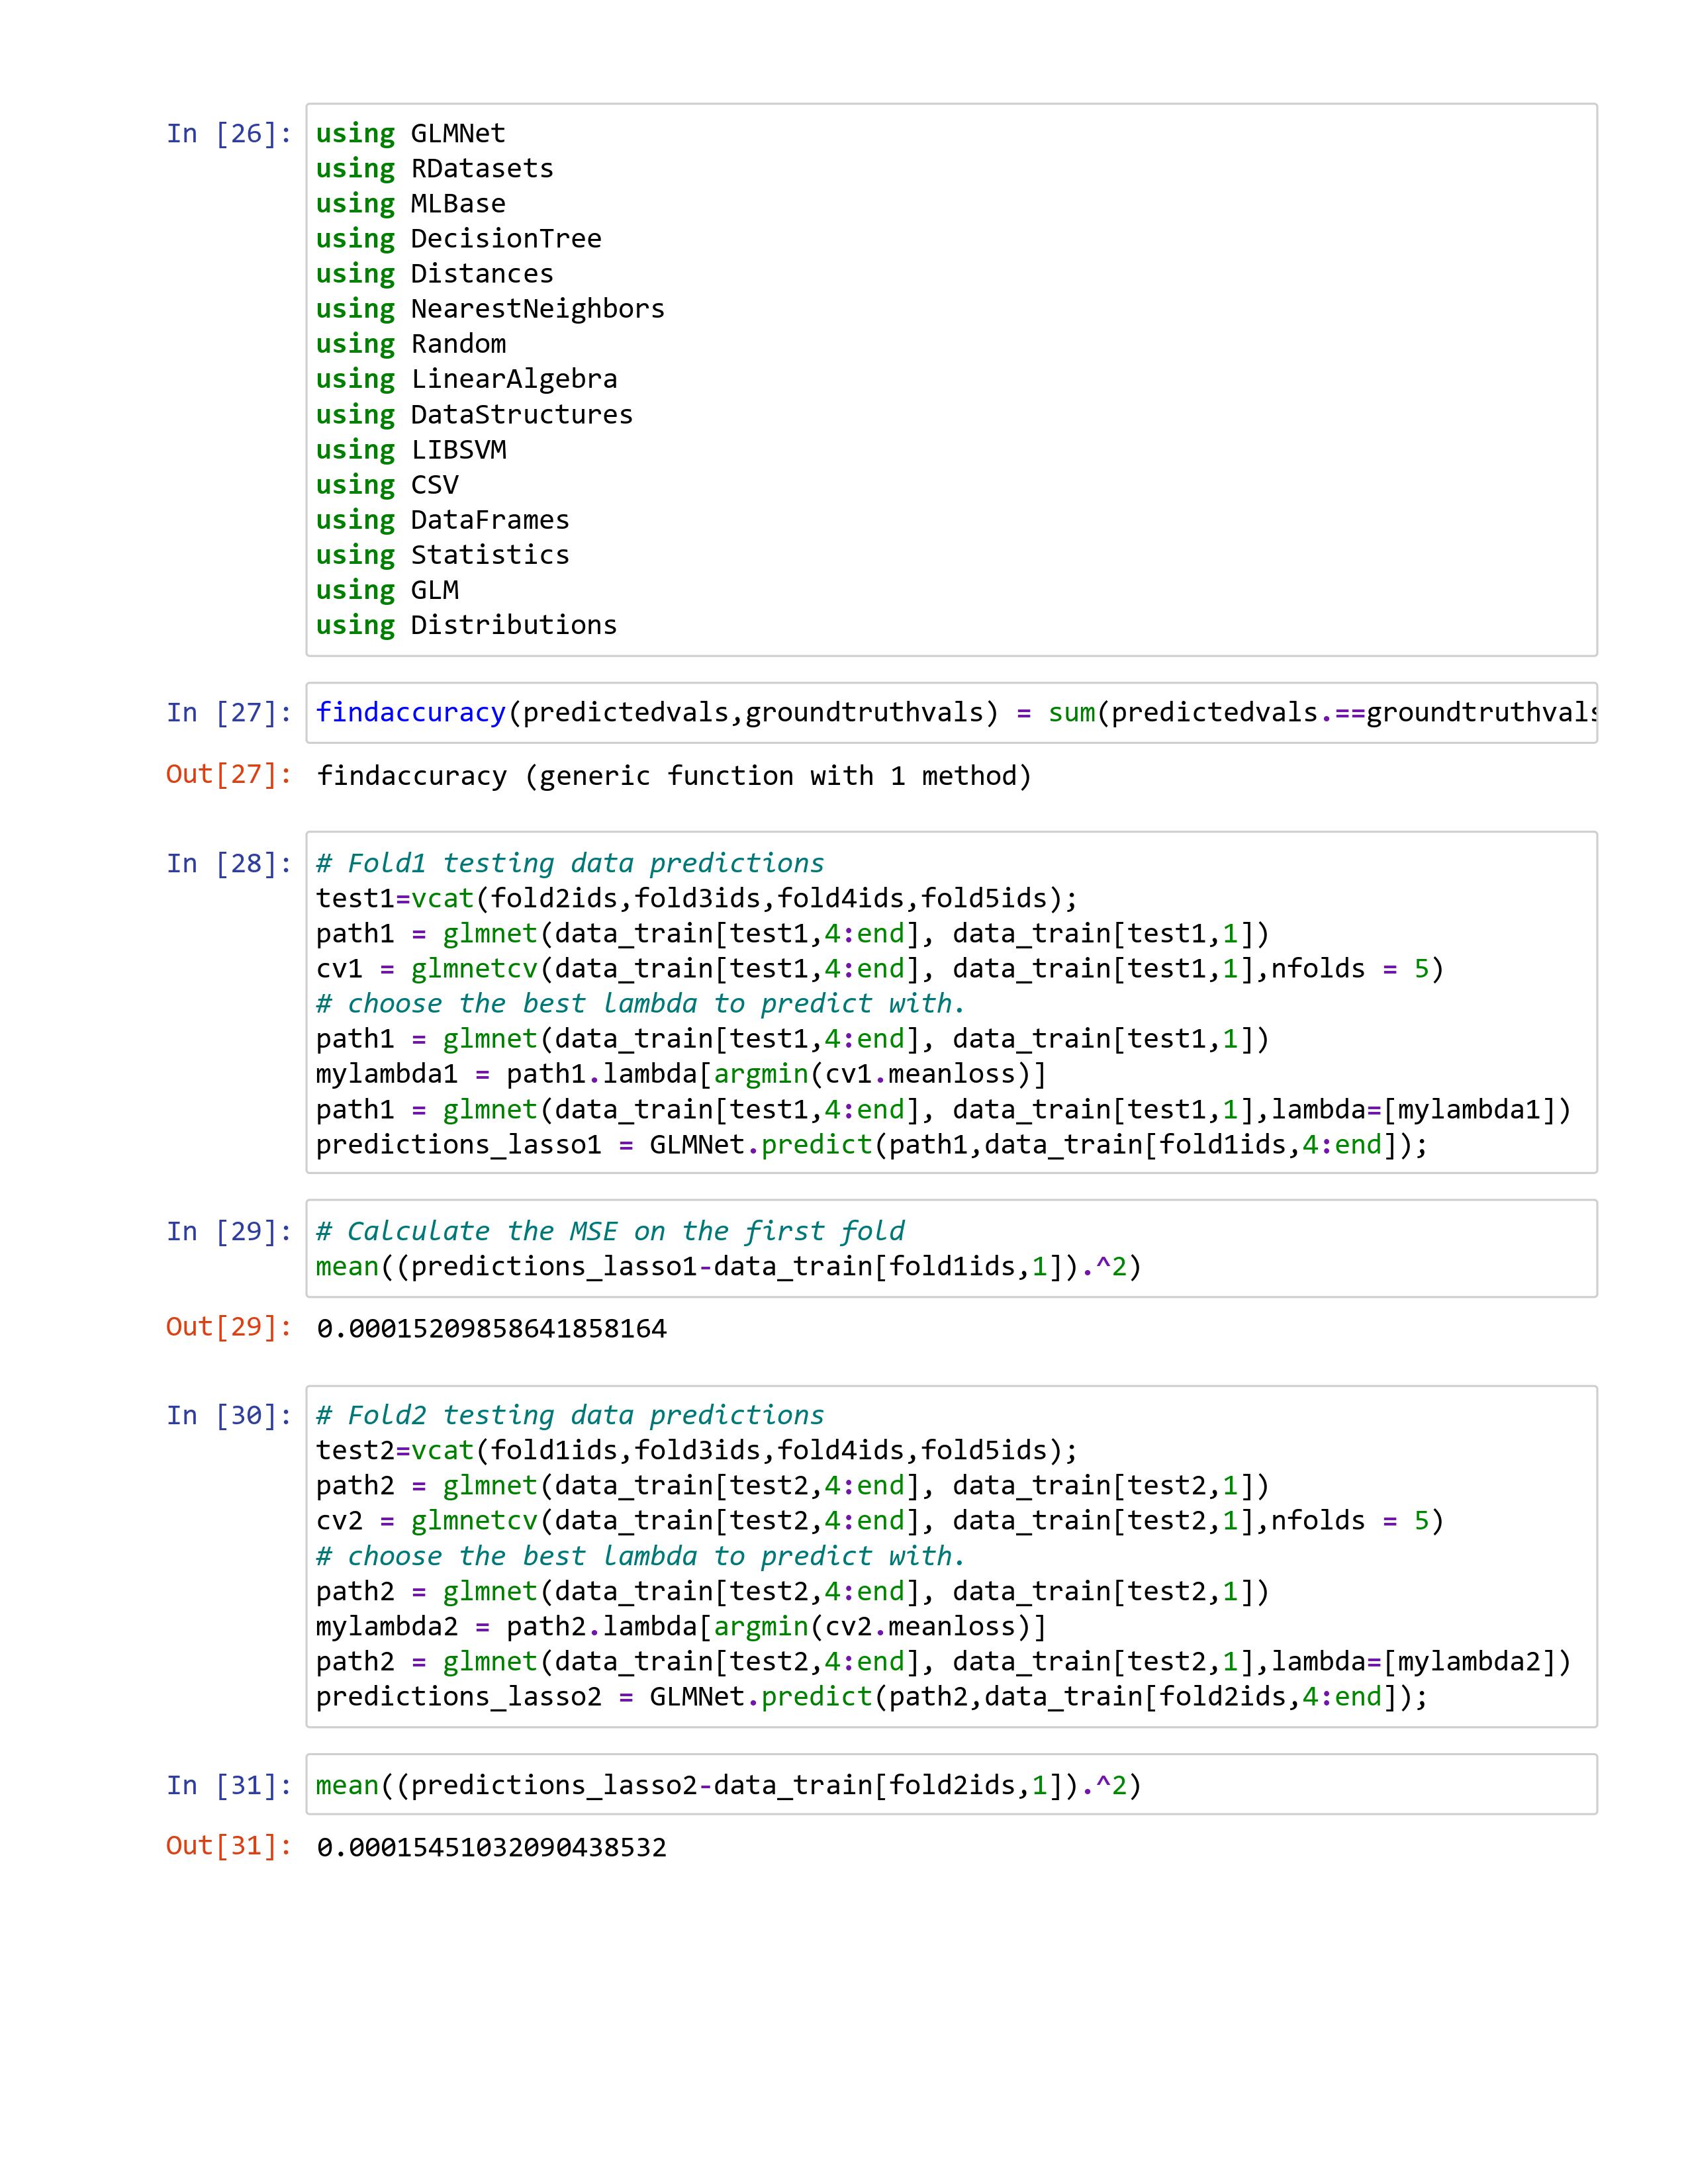 In [26]: using GLMNet
using RDatasets
using MLBase
using DecisionTree
using Distances
using NearestNeighbors
using Random
using LinearAlgebra
using DataStructures
using LIBSVM
using CSV
using DataFrames
using Statistics
using GLM
using Distributions
In [27]: findaccuracy(predictedvals,groundtruthvals) = sum(predictedvals.==groundtruthvals
Out[27]: findaccuracy (generic function with 1 method)
In [28]: # Fold1 testing data predictions
test1=vcat(fold2ids,fold3ids,fold4ids,fold5ids);
path1 = glmnet(data_train[test1,4:end], data_train[test1,1])
cv1 = glmnetcv(data_train[test1,4:end], data_train[test1,1],nfolds = 5)
# choose the best lambda to predict with.
path1 = glmnet(data_train[test1,4:end], data_train[test1,1])
mylambda1 = path1.lambda[argmin(cv1.meanloss)]
path1 = glmnet(data_train[test1,4:end], data_train[test1,1],lambda=[mylambda1])
predictions_lasso1 = GLMNet.predict(path1,data_train[fold1ids,4:end]);
In [29]: # Calculate the MSE on the first fold
mean((predictions_lasso1-data_train[fold1ids,1]).^2)
Out[29]: 0.00015209858641858164
In [30]: # Fold2 testing data predictions
test2=vcat(fold1ids,fold3ids,fold4ids,fold5ids);
path2 = glmnet(data_train[test2,4:end], data_train[test2,1])
cv2 = glmnetcv(data_train[test2,4:end], data_train[test2,1],nfolds = 5)
# choose the best lambda to predict with.
path2 = glmnet(data_train[test2,4:end], data_train[test2,1])
mylambda2 = path2.lambda[argmin(cv2.meanloss)]
path2 = glmnet(data_train[test2,4:end], data_train[test2,1],lambda=[mylambda2])
predictions_lasso2 = GLMNet.predict(path2,data_train[fold2ids,4:end]);
In [31]: mean((predictions_lasso2-data_train[fold2ids,1]).^2)
Out[31]: 0.00015451032090438532